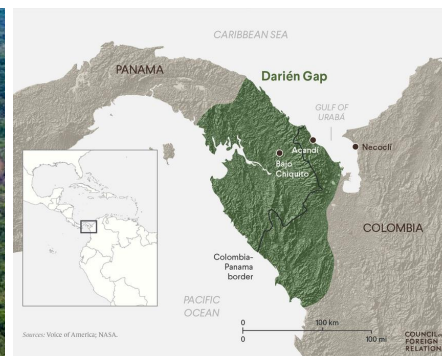 CARIBBEAN SEA
PANAMA
Darién Gap
GULF OF
URABÁ
Acandí
Necoclí
Bajo
Chiquito
COLOMBIA
Colombia-
Panama
border
PACIFIC
OCEAN
0 100 km
0 100 mi
Sources: Voice of America; NASA.
COUNCIL
FOREIGN
RELATION